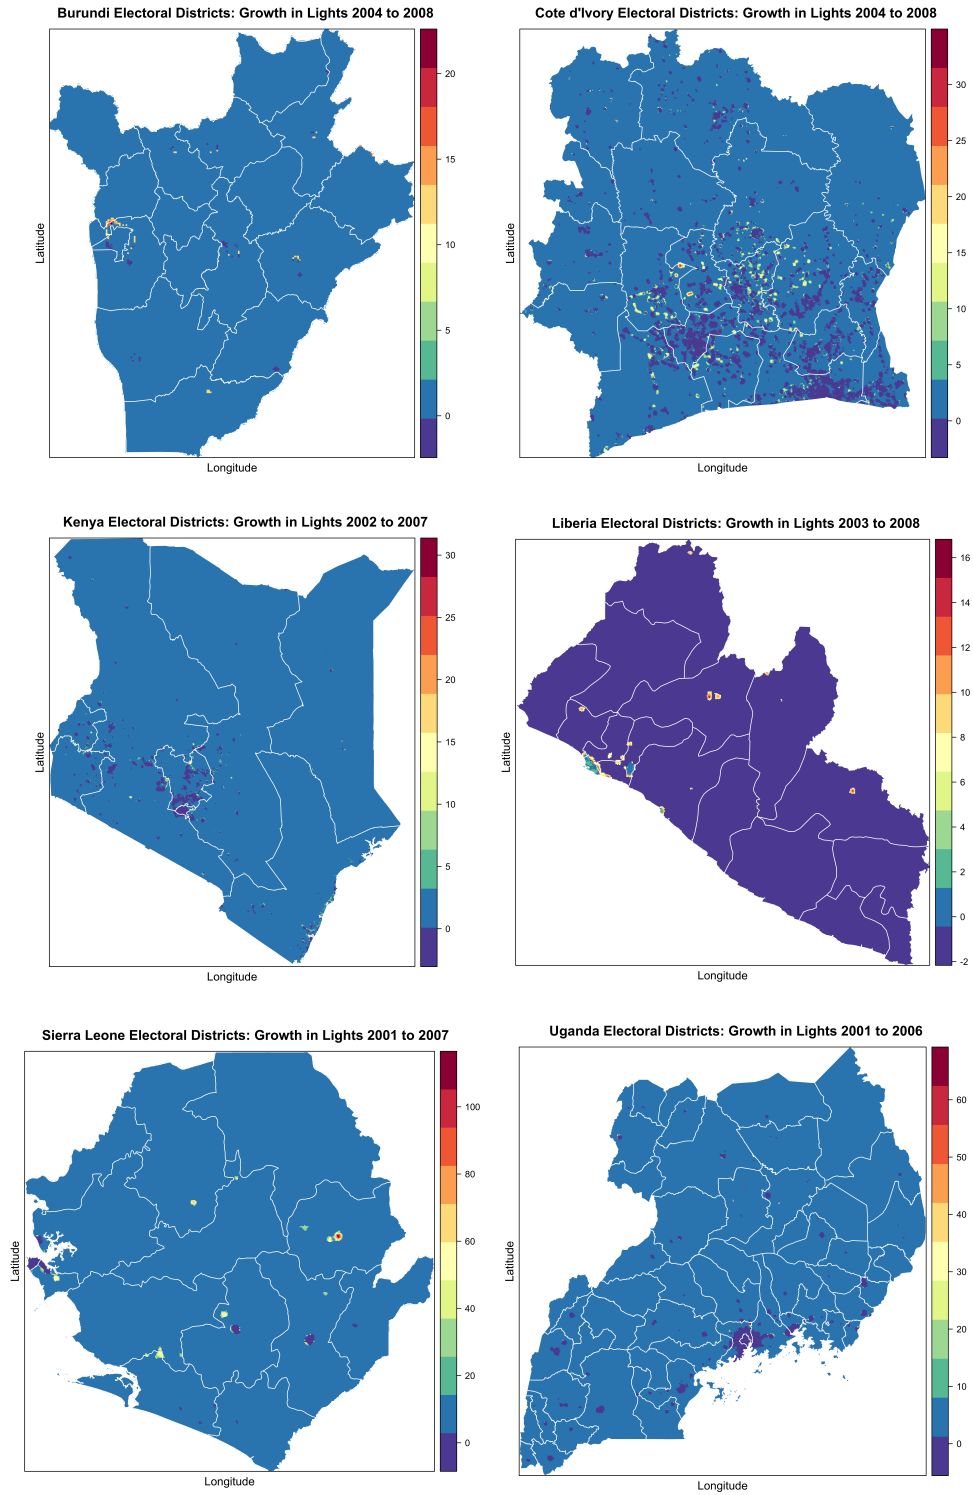 Burundi Electoral Districts: Growth in Lights 2004 to 2008
Latitude
20
15
10
5
0
Longitude
Cote d'Ivory Electoral Districts: Growth in Lights 2004 to 2008
Latitude
30
25
20
15
10
5
0
Longitude
Kenya Electoral Districts: Growth in Lights 2002 to 2007
Latitude
30
25
20
15
10
5
0
Longitude
Liberia Electoral Districts: Growth in Lights 2003 to 2008
Latitude
16
14
12
10
8
6
4
2
0
-2
Longitude
Sierra Leone Electoral Districts: Growth in Lights 2001 to 2007
Latitude
100
80
60
40
20
0
Longitude
Uganda Electoral Districts: Growth in Lights 2001 to 2006
Latitude
60
50
40
30
20
10
0
Longitude